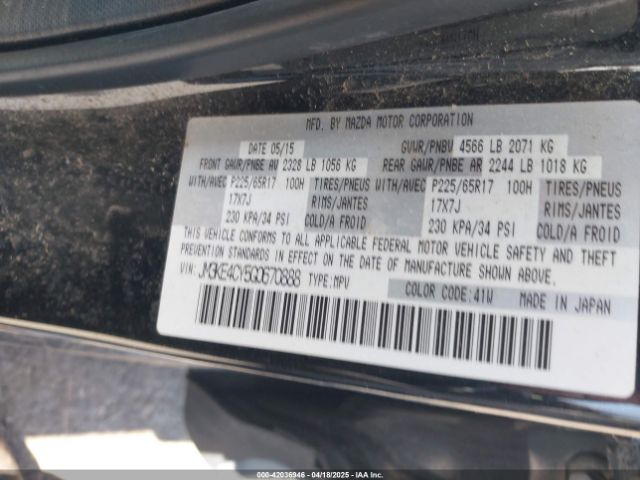 MFD. BY MAZDA MOTOR CORPORATION
DATE 05/15 GVWR/PNBV 4566 LB 2071 KG
FRONT GAWR/PNBE AV 2328 LB 1056 KG REAR GAWR/PNBE AR 2244 LB 1018 KG
WITH/AVEC P225/65R17 100H TIRES/PNEUS WITH/AVEC P225/65R17 100H TIRES/PNEUS
17X7J RIMS/JANTES 17X7J RIMS/JANTES
230 KPA/34 PSI COLD/A FROID 230 KPA/34 PSI COLD/A FROID
THIS VEHICLE CONFORMS TO ALL APPLICABLE FEDERAL MOTOR VEHICLE SAFETY AND THEFT
PREVENTION STANDARDS IN EFFECT ON THE DATE OF MANUFACTURE SHOWN ABOVE.
VIN: JM3KE4CY5G0670888 TYPE: MPV
COLOR CODE: 41W MADE IN JAPAN
000-42036946 - 04/18/2025 - IAA Inc.